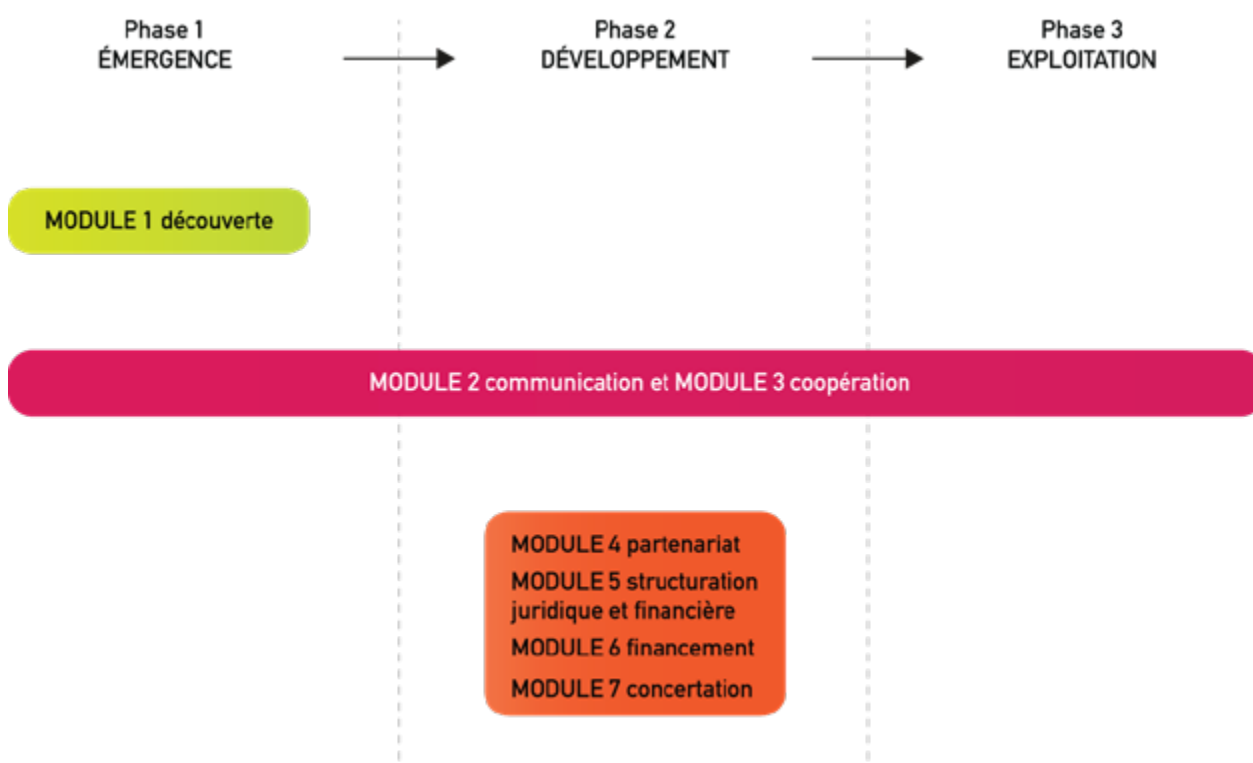 Phase 1
ÉMERGENCE
Phase 2
DÉVELOPPEMENT
Phase 3
EXPLOITATION
MODULE 1 découverte
MODULE 2 communication et MODULE 3 coopération
MODULE 4 partenariat
MODULE 5 structuration
juridique et financière
MODULE 6 financement
MODULE 7 concertation